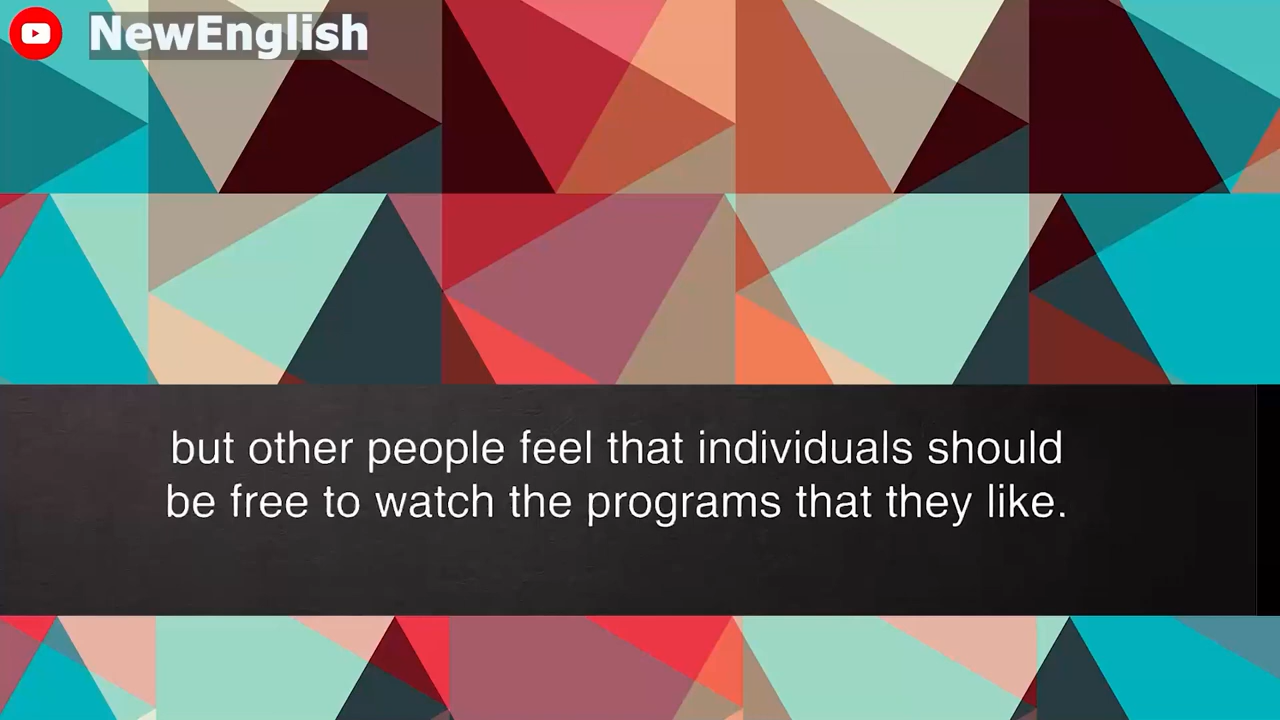 NewEnglish
but other people feel that individuals should
be free to watch the programs that they like.